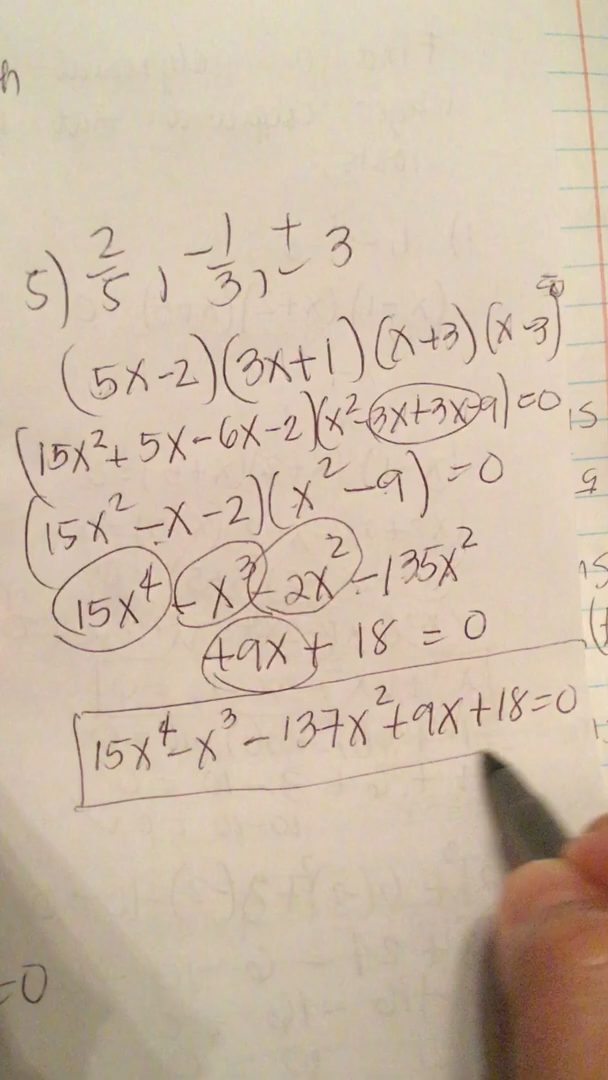 n
5) 2/5, -1/3, ± 3
(5x-2)(3x+1)(x+3)(x-3)=0
(15x²+5x-6x-2)(x²-3x+3x-9)=0
(15x²-x-2)(x²-9)=0
15x⁴-x³-2x²-135x²
+9x+18=0
15x⁴-x³-137x²+9x+18=0
=0